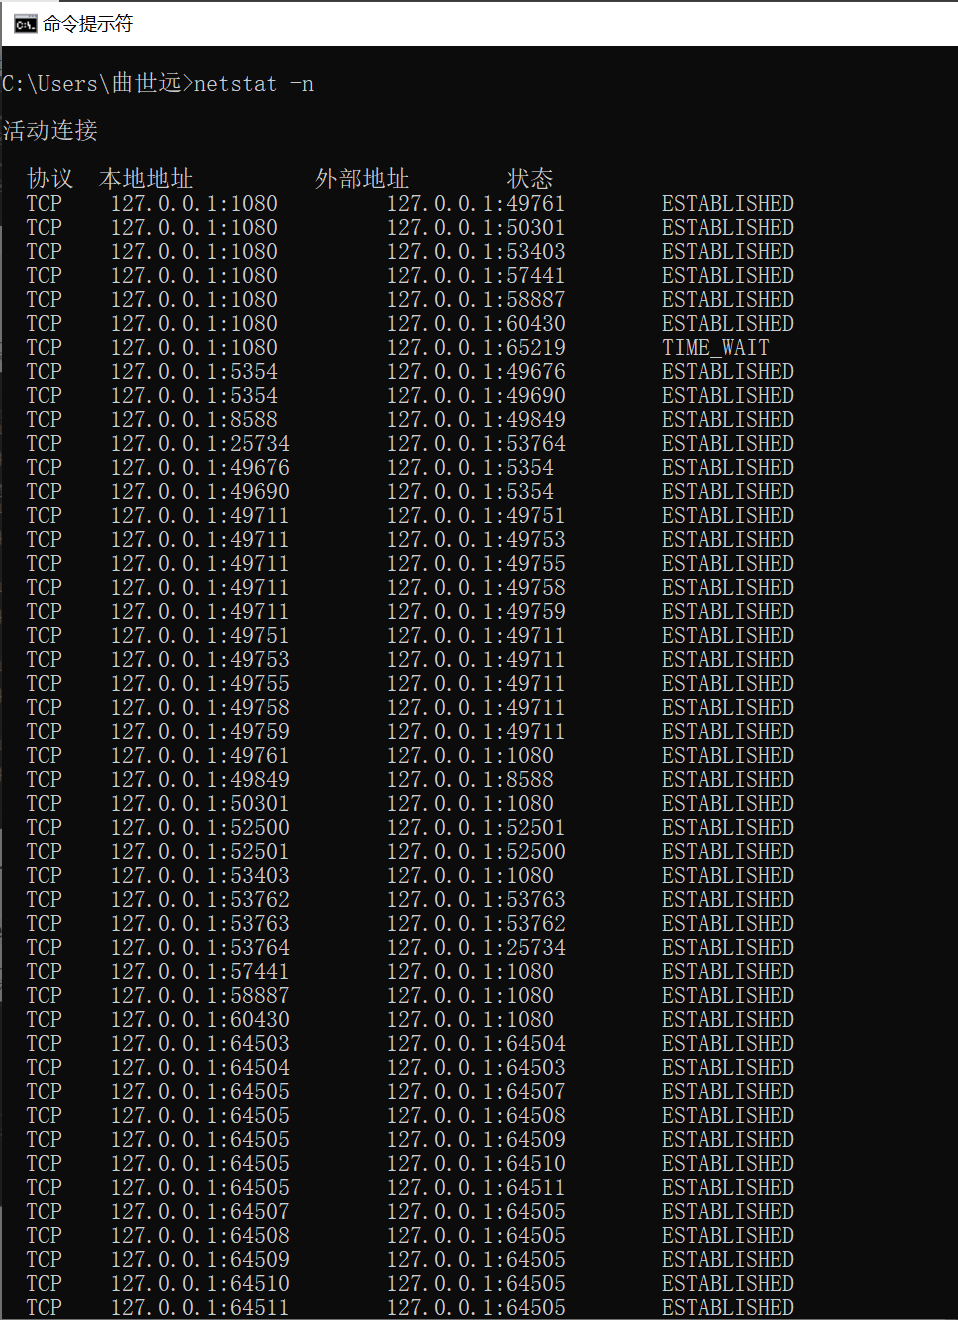 命令提示符
C:\Users\曲世远>netstat -n
活动连接
协议 本地地址 外部地址 状态
TCP 127.0.0.1:1080 127.0.0.1:49761 ESTABLISHED
TCP 127.0.0.1:1080 127.0.0.1:50301 ESTABLISHED
TCP 127.0.0.1:1080 127.0.0.1:53403 ESTABLISHED
TCP 127.0.0.1:1080 127.0.0.1:57441 ESTABLISHED
TCP 127.0.0.1:1080 127.0.0.1:58887 ESTABLISHED
TCP 127.0.0.1:1080 127.0.0.1:60430 ESTABLISHED
TCP 127.0.0.1:1080 127.0.0.1:65219 TIME_WAIT
TCP 127.0.0.1:5354 127.0.0.1:49676 ESTABLISHED
TCP 127.0.0.1:5354 127.0.0.1:49690 ESTABLISHED
TCP 127.0.0.1:8588 127.0.0.1:49849 ESTABLISHED
TCP 127.0.0.1:25734 127.0.0.1:53764 ESTABLISHED
TCP 127.0.0.1:49676 127.0.0.1:5354 ESTABLISHED
TCP 127.0.0.1:49690 127.0.0.1:5354 ESTABLISHED
TCP 127.0.0.1:49711 127.0.0.1:49751 ESTABLISHED
TCP 127.0.0.1:49711 127.0.0.1:49753 ESTABLISHED
TCP 127.0.0.1:49711 127.0.0.1:49755 ESTABLISHED
TCP 127.0.0.1:49711 127.0.0.1:49758 ESTABLISHED
TCP 127.0.0.1:49711 127.0.0.1:49759 ESTABLISHED
TCP 127.0.0.1:49751 127.0.0.1:49711 ESTABLISHED
TCP 127.0.0.1:49753 127.0.0.1:49711 ESTABLISHED
TCP 127.0.0.1:49755 127.0.0.1:49711 ESTABLISHED
TCP 127.0.0.1:49758 127.0.0.1:49711 ESTABLISHED
TCP 127.0.0.1:49759 127.0.0.1:49711 ESTABLISHED
TCP 127.0.0.1:49761 127.0.0.1:1080 ESTABLISHED
TCP 127.0.0.1:49849 127.0.0.1:8588 ESTABLISHED
TCP 127.0.0.1:50301 127.0.0.1:1080 ESTABLISHED
TCP 127.0.0.1:52500 127.0.0.1:52501 ESTABLISHED
TCP 127.0.0.1:52501 127.0.0.1:52500 ESTABLISHED
TCP 127.0.0.1:53403 127.0.0.1:1080 ESTABLISHED
TCP 127.0.0.1:53762 127.0.0.1:53763 ESTABLISHED
TCP 127.0.0.1:53763 127.0.0.1:53762 ESTABLISHED
TCP 127.0.0.1:53764 127.0.0.1:25734 ESTABLISHED
TCP 127.0.0.1:57441 127.0.0.1:1080 ESTABLISHED
TCP 127.0.0.1:58887 127.0.0.1:1080 ESTABLISHED
TCP 127.0.0.1:60430 127.0.0.1:1080 ESTABLISHED
TCP 127.0.0.1:64503 127.0.0.1:64504 ESTABLISHED
TCP 127.0.0.1:64504 127.0.0.1:64503 ESTABLISHED
TCP 127.0.0.1:64505 127.0.0.1:64507 ESTABLISHED
TCP 127.0.0.1:64505 127.0.0.1:64508 ESTABLISHED
TCP 127.0.0.1:64505 127.0.0.1:64509 ESTABLISHED
TCP 127.0.0.1:64505 127.0.0.1:64510 ESTABLISHED
TCP 127.0.0.1:64505 127.0.0.1:64511 ESTABLISHED
TCP 127.0.0.1:64507 127.0.0.1:64505 ESTABLISHED
TCP 127.0.0.1:64508 127.0.0.1:64505 ESTABLISHED
TCP 127.0.0.1:64509 127.0.0.1:64505 ESTABLISHED
TCP 127.0.0.1:64510 127.0.0.1:64505 ESTABLISHED
TCP 127.0.0.1:64511 127.0.0.1:64505 ESTABLISHED